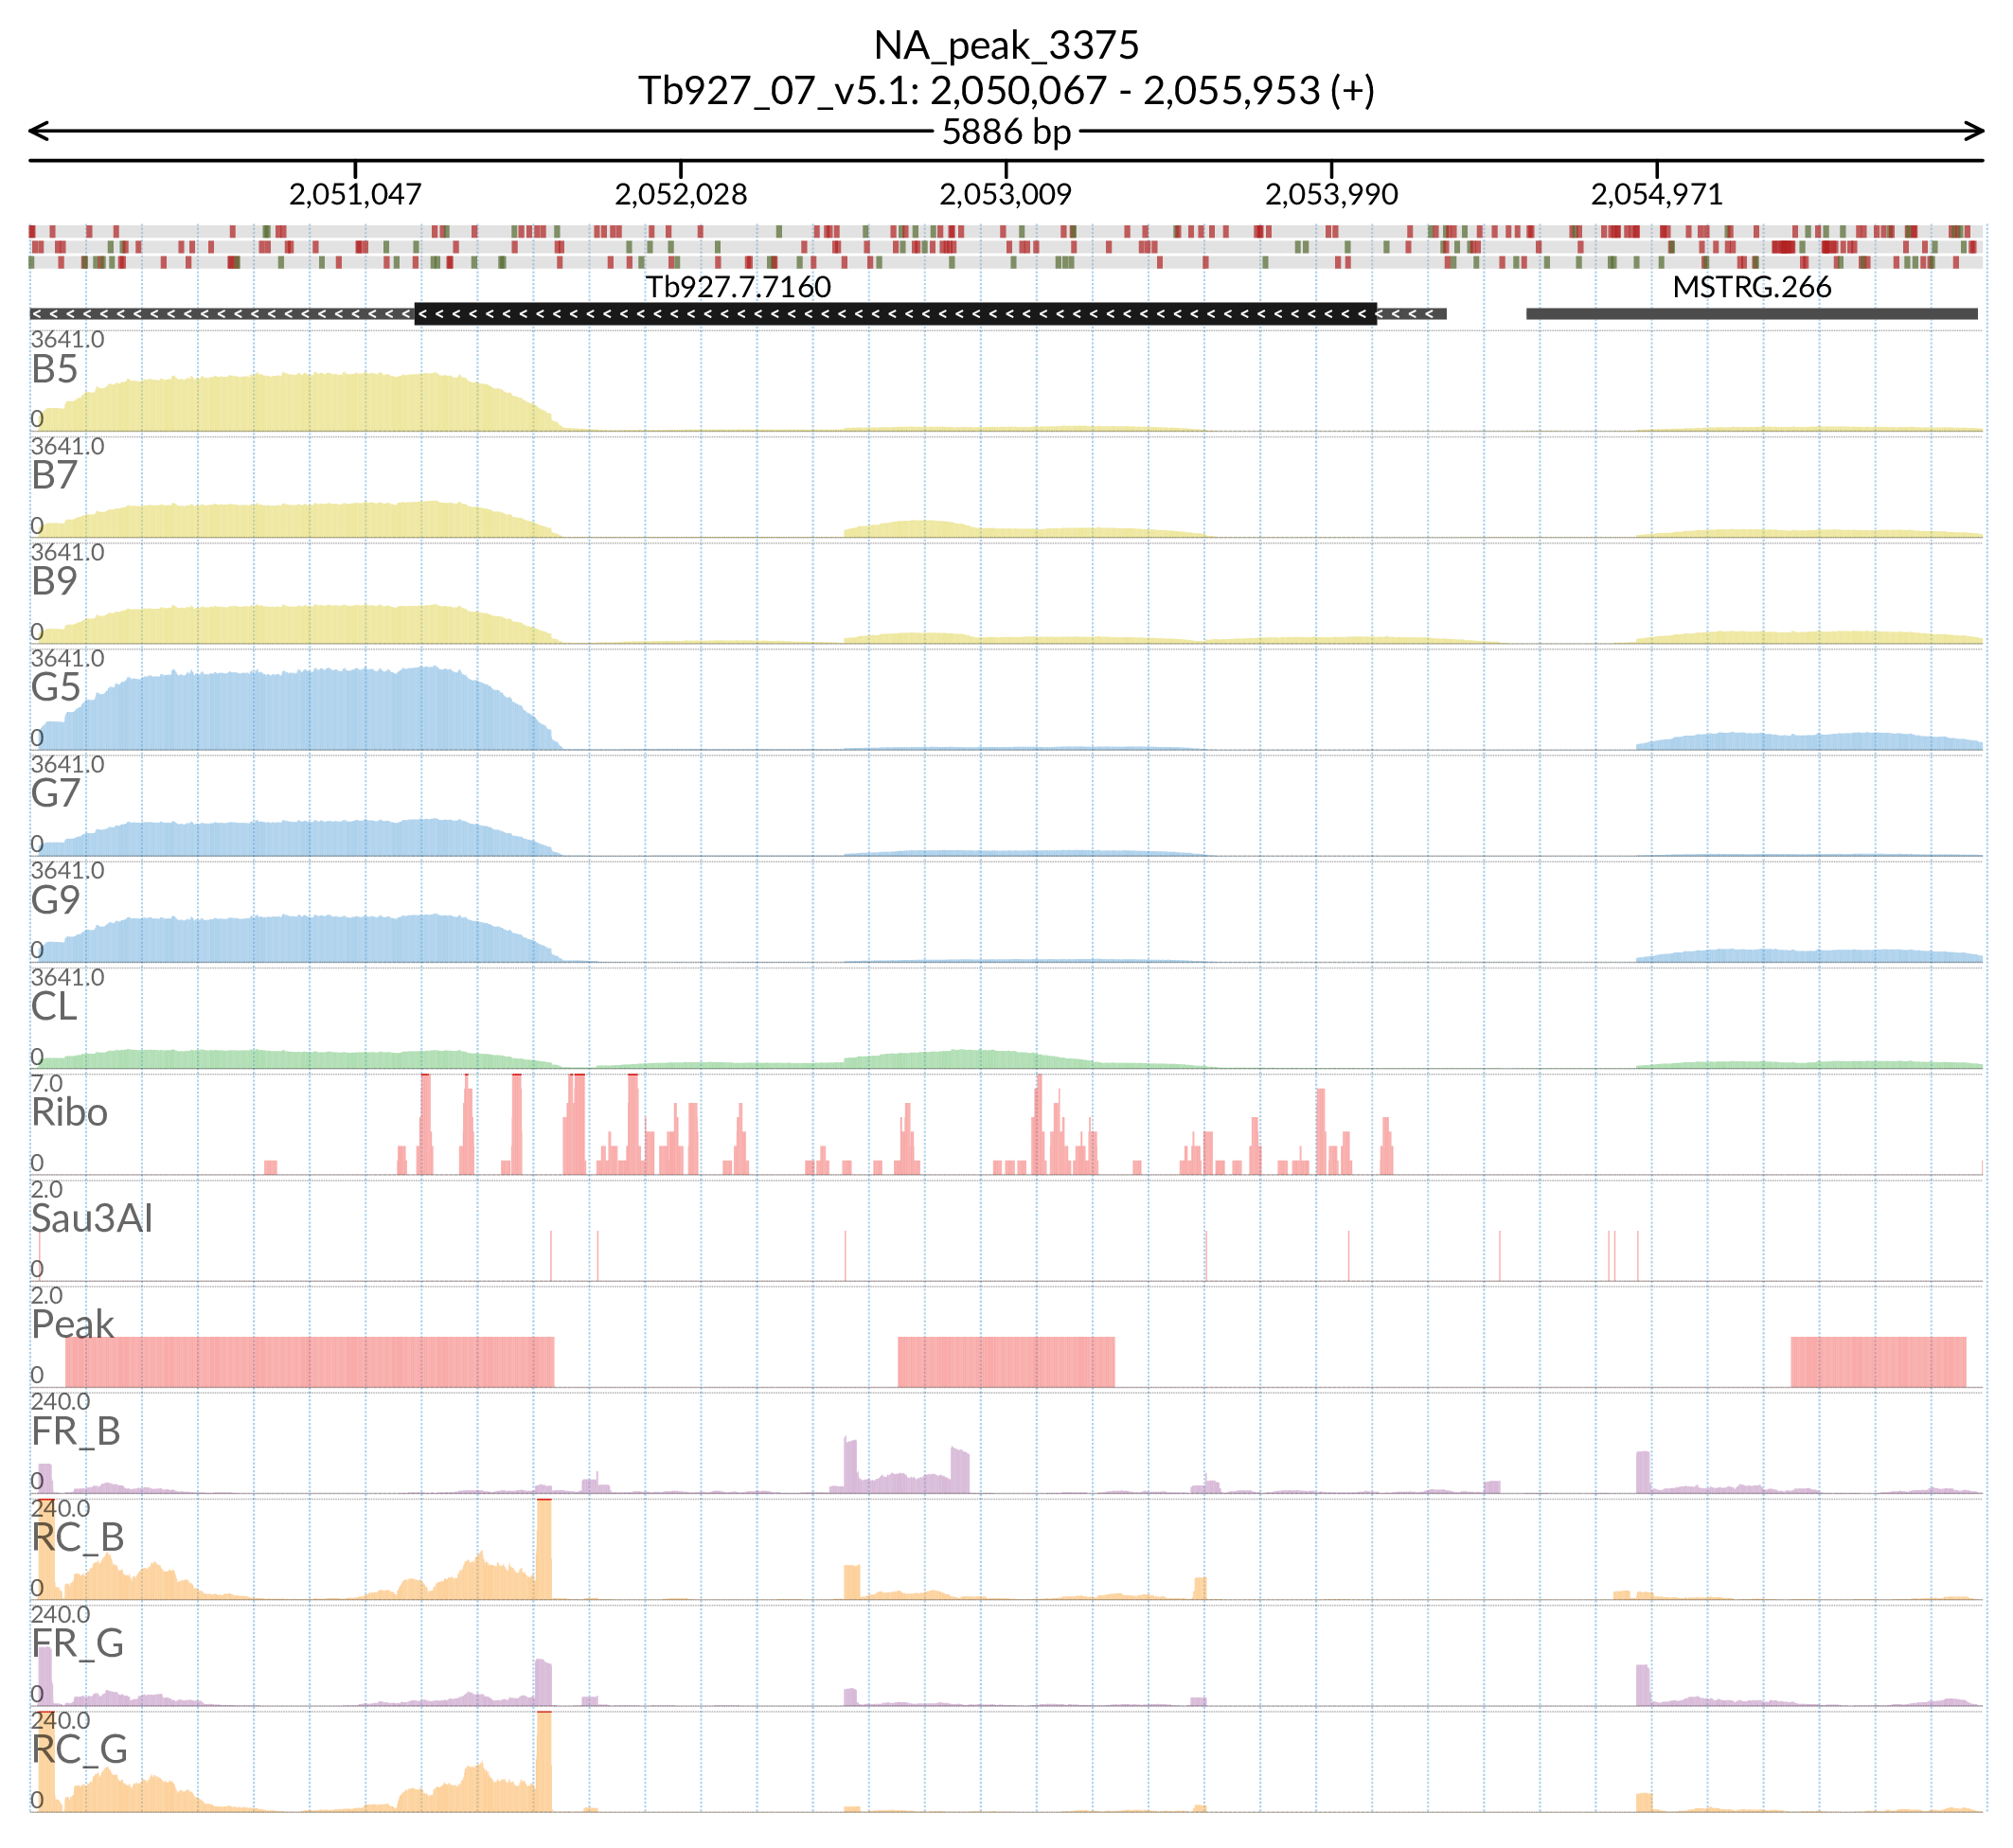 NA_peak_3375
Tb927_07_v5.1: 2,050,067 - 2,055,953 (+)
5886 bp
2,051,047 2,052,028 2,053,009 2,053,990 2,054,971
Tb927.7.7160 MSTRG.266
3641.0
B5
0
3641.0
B7
0
3641.0
B9
0
3641.0
G5
0
3641.0
G7
0
3641.0
G9
0
3641.0
CL
0
7.0
Ribo
0
2.0
Sau3AI
0
2.0
Peak
0
240.0
FR_B
0
240.0
RC_B
0
240.0
FR_G
0
240.0
RC_G
0